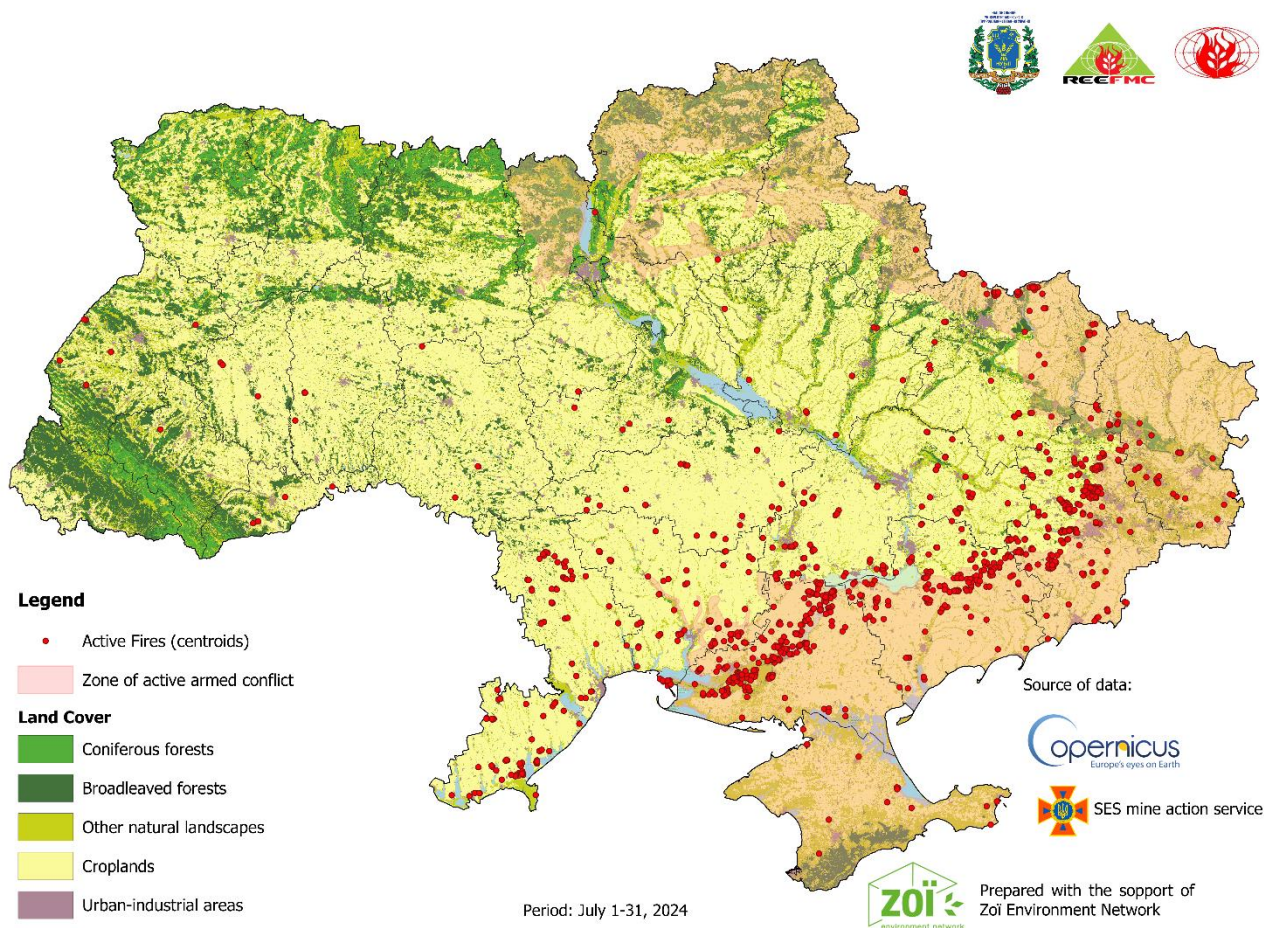 REEFMC
Legend
Active Fires (centroids)
Zone of active armed conflict
Land Cover
Coniferous forests
Broadleaved forests
Other natural landscapes
Croplands
Urban-industrial areas
Period: July 1-31, 2024
Source of data:
opernicus
Europe's eyes on Earth
SES mine action service
zoï
environment network
Prepared with the sopport of
Zoï Environment Network